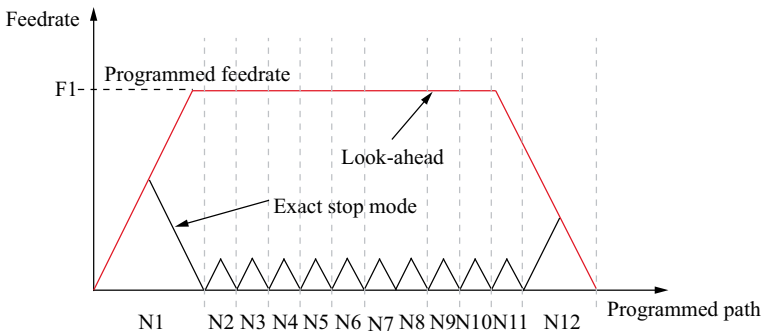 Feedrate
Programmed feedrate
F1
Look-ahead
Exact stop mode
Programmed path
N1 N2 N3 N4 N5 N6 N7 N8 N9 N10 N11 N12